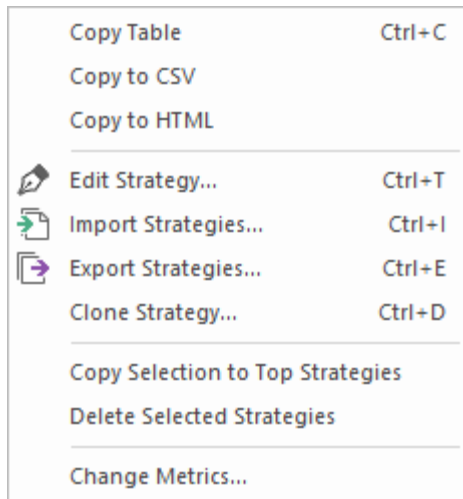 Copy Table Ctrl+C
Copy to CSV
Copy to HTML
Edit Strategy... Ctrl+T
Import Strategies... Ctrl+I
Export Strategies... Ctrl+E
Clone Strategy... Ctrl+D
Copy Selection to Top Strategies
Delete Selected Strategies
Change Metrics...